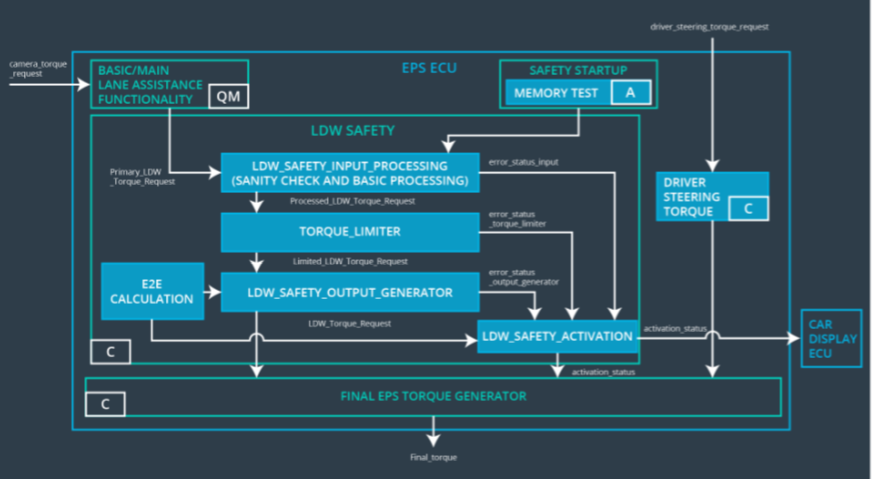 driver_steering_torque_request
camera_torque
_request
EPS ECU
BASIC/MAIN
LANE ASSISTANCE
FUNCTIONALITY
QM
SAFETY STARTUP
MEMORY TEST
A
LDW SAFETY
LDW_SAFETY_INPUT_PROCESSING
(SANITY CHECK AND BASIC PROCESSING)
error_status_input
Primary_LDW
_Torque_Request
DRIVER
STEERING
TORQUE
C
Processed_LDW_Torque_Request
TORQUE_LIMITER
error_status
_torque_limiter
Limited_LDW_Torque_Request
E2E
CALCULATION
LDW_SAFETY_OUTPUT_GENERATOR
error_status
_output_generator
LDW_Torque_Request
LDW_SAFETY_ACTIVATION
activation_status
CAR
DISPLAY
ECU
C
activation_status
FINAL EPS TORQUE GENERATOR
C
Final_torque